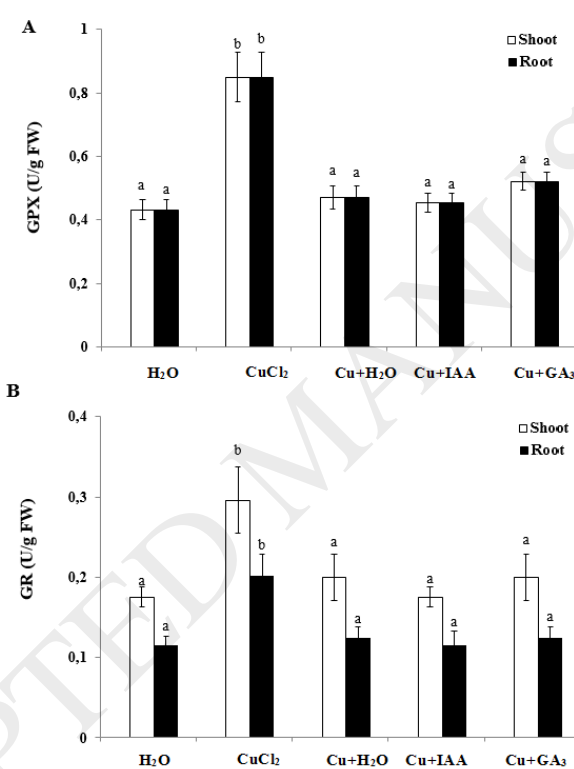 A
1
b b
Shoot
Root
0,8
GPX (U/g FW)
0,6
a a
a a
a a
a a
0,4
0,2
0
H₂O CuCl₂ Cu+H₂O Cu+IAA Cu+GA₃
B
0,4
Shoot
Root
b
0,3
GR (U/g FW)
b
a
a
a
a
0,2
a
a
a
a
0,1
0
H₂O CuCl₂ Cu+H₂O Cu+IAA Cu+GA₃
PTED MANUS